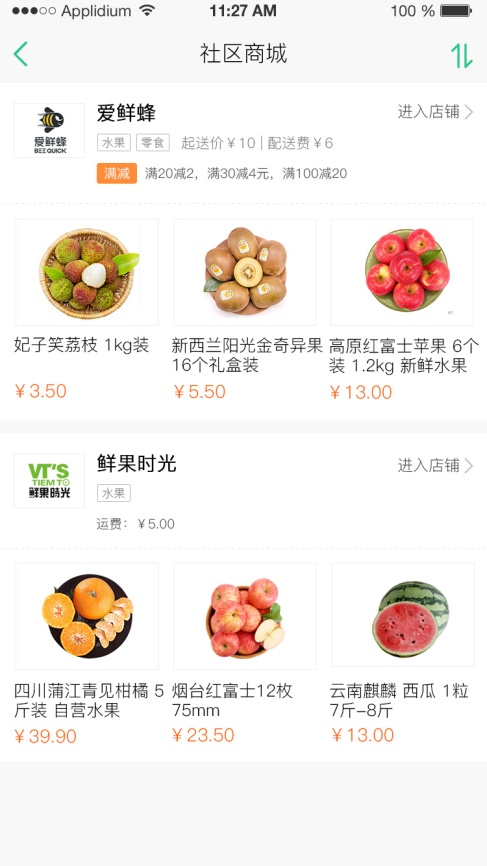 ●●●○○ Applidium 11:27 AM 100 %
社区商城
爱鲜蜂
BEE QUICK
爱鲜蜂
进入店铺
水果 零食 起送价￥10 | 配送费￥6
满减 满20减2，满30减4元，满100减20
妃子笑荔枝 1kg装
￥3.50
新西兰阳光金奇异果
16个礼盒装
￥5.50
高原红富士苹果 6个
装 1.2kg 新鲜水果
￥13.00
VT'S
TIEM TO
鲜果時光
鲜果时光
进入店铺
水果
运费：￥5.00
四川蒲江青见柑橘 5
斤装 自营水果
￥39.90
烟台红富士12枚
75mm
￥23.50
云南麒麟 西瓜 1粒
7斤-8斤
￥13.00